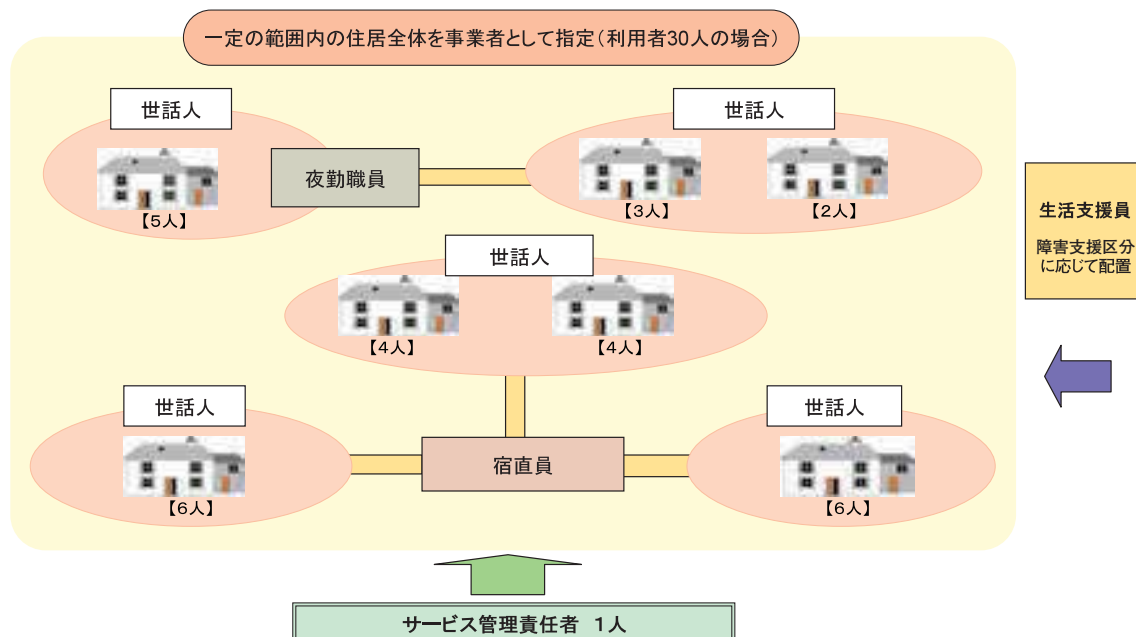 一定の範囲内の住居全体を事業者として指定(利用者30人の場合)
世話人
【5人】
夜勤職員
世話人
【3人】
【2人】
世話人
【4人】
【4人】
生活支援員
障害支援区分
に応じて配置
世話人
【6人】
宿直員
世話人
【6人】
サービス管理責任者 1人